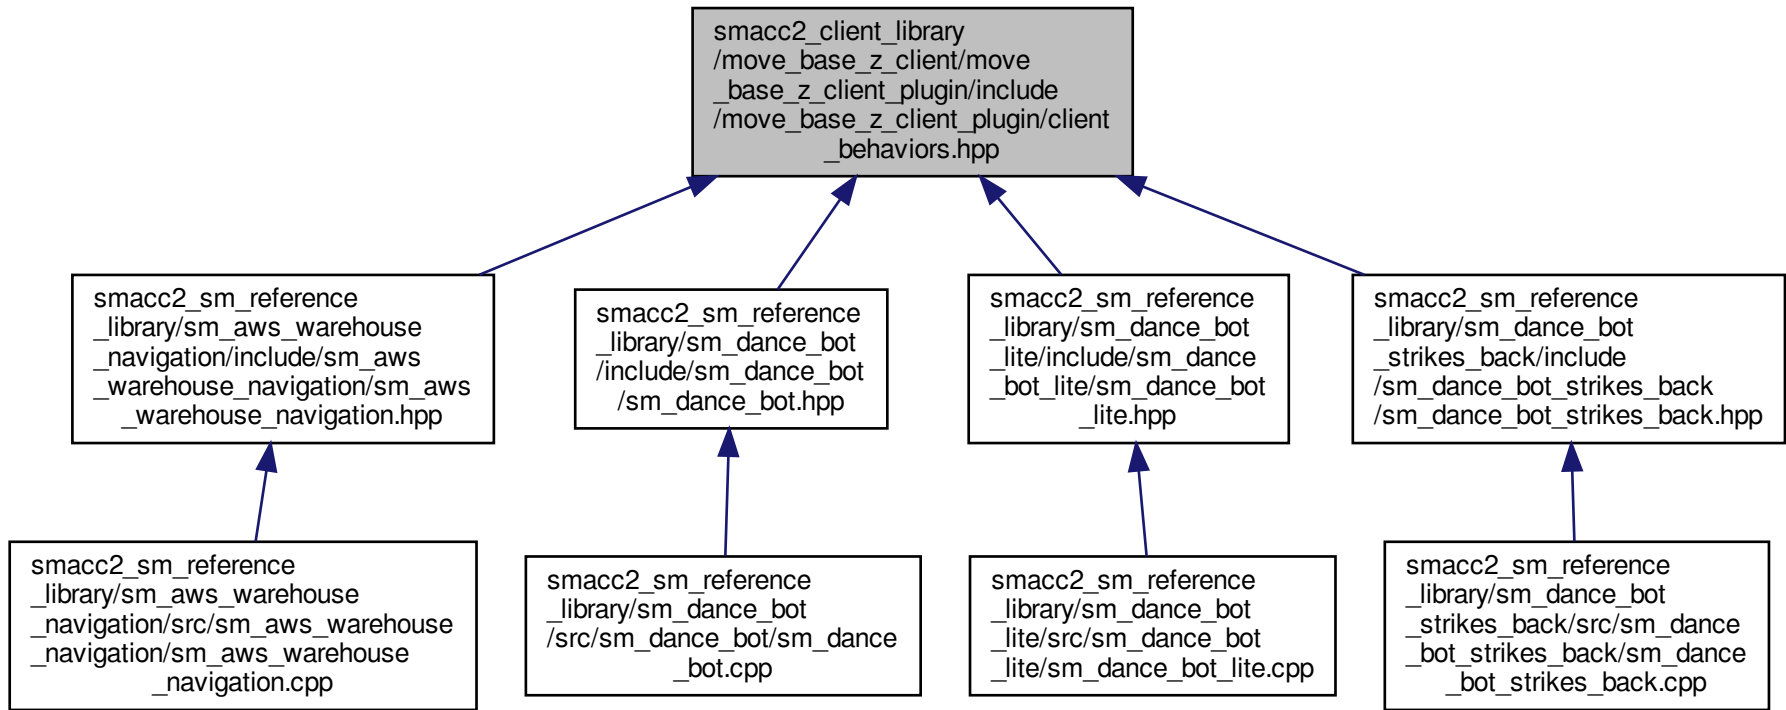 smacc2_client_library
/move_base_z_client/move
_base_z_client_plugin/include
/move_base_z_client_plugin/client
_behaviors.hpp
smacc2_sm_reference
_library/sm_aws_warehouse
_navigation/include/sm_aws
_warehouse_navigation/sm_aws
_warehouse_navigation.hpp
smacc2_sm_reference
_library/sm_dance_bot
/include/sm_dance_bot
/sm_dance_bot.hpp
smacc2_sm_reference
_library/sm_dance_bot
_lite/include/sm_dance
_bot_lite/sm_dance_bot
_lite.hpp
smacc2_sm_reference
_library/sm_dance_bot
_strikes_back/include
/sm_dance_bot_strikes_back
/sm_dance_bot_strikes_back.hpp
smacc2_sm_reference
_library/sm_aws_warehouse
_navigation/src/sm_aws_warehouse
_navigation/sm_aws_warehouse
_navigation.cpp
smacc2_sm_reference
_library/sm_dance_bot
/src/sm_dance_bot/sm_dance
_bot.cpp
smacc2_sm_reference
_library/sm_dance_bot
_lite/src/sm_dance_bot
_lite/sm_dance_bot_lite.cpp
smacc2_sm_reference
_library/sm_dance_bot
_strikes_back/src/sm_dance
_bot_strikes_back/sm_dance
_bot_strikes_back.cpp